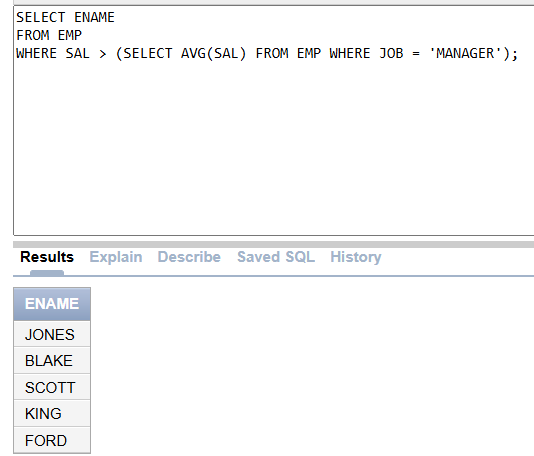 SELECT ENAME
FROM EMP
WHERE SAL > (SELECT AVG(SAL) FROM EMP WHERE JOB = 'MANAGER');
Results Explain Describe Saved SQL History
ENAME
JONES
BLAKE
SCOTT
KING
FORD